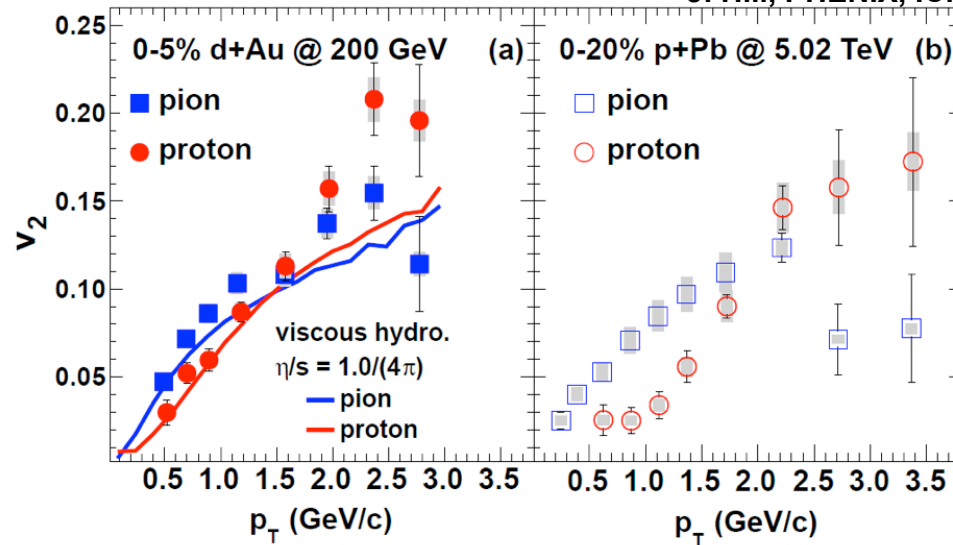 0-5% d+Au @ 200 GeV (a)
pion
proton
viscous hydro.
η/s = 1.0/(4π)
pion
proton
v2
0.05
0.10
0.15
0.20
0.25
0.5 1.0 1.5 2.0 2.5 3.0 3.5
pT (GeV/c)
0-20% p+Pb @ 5.02 TeV (b)
pion
proton
0.5 1.0 1.5 2.0 2.5 3.0 3.5
pT (GeV/c)